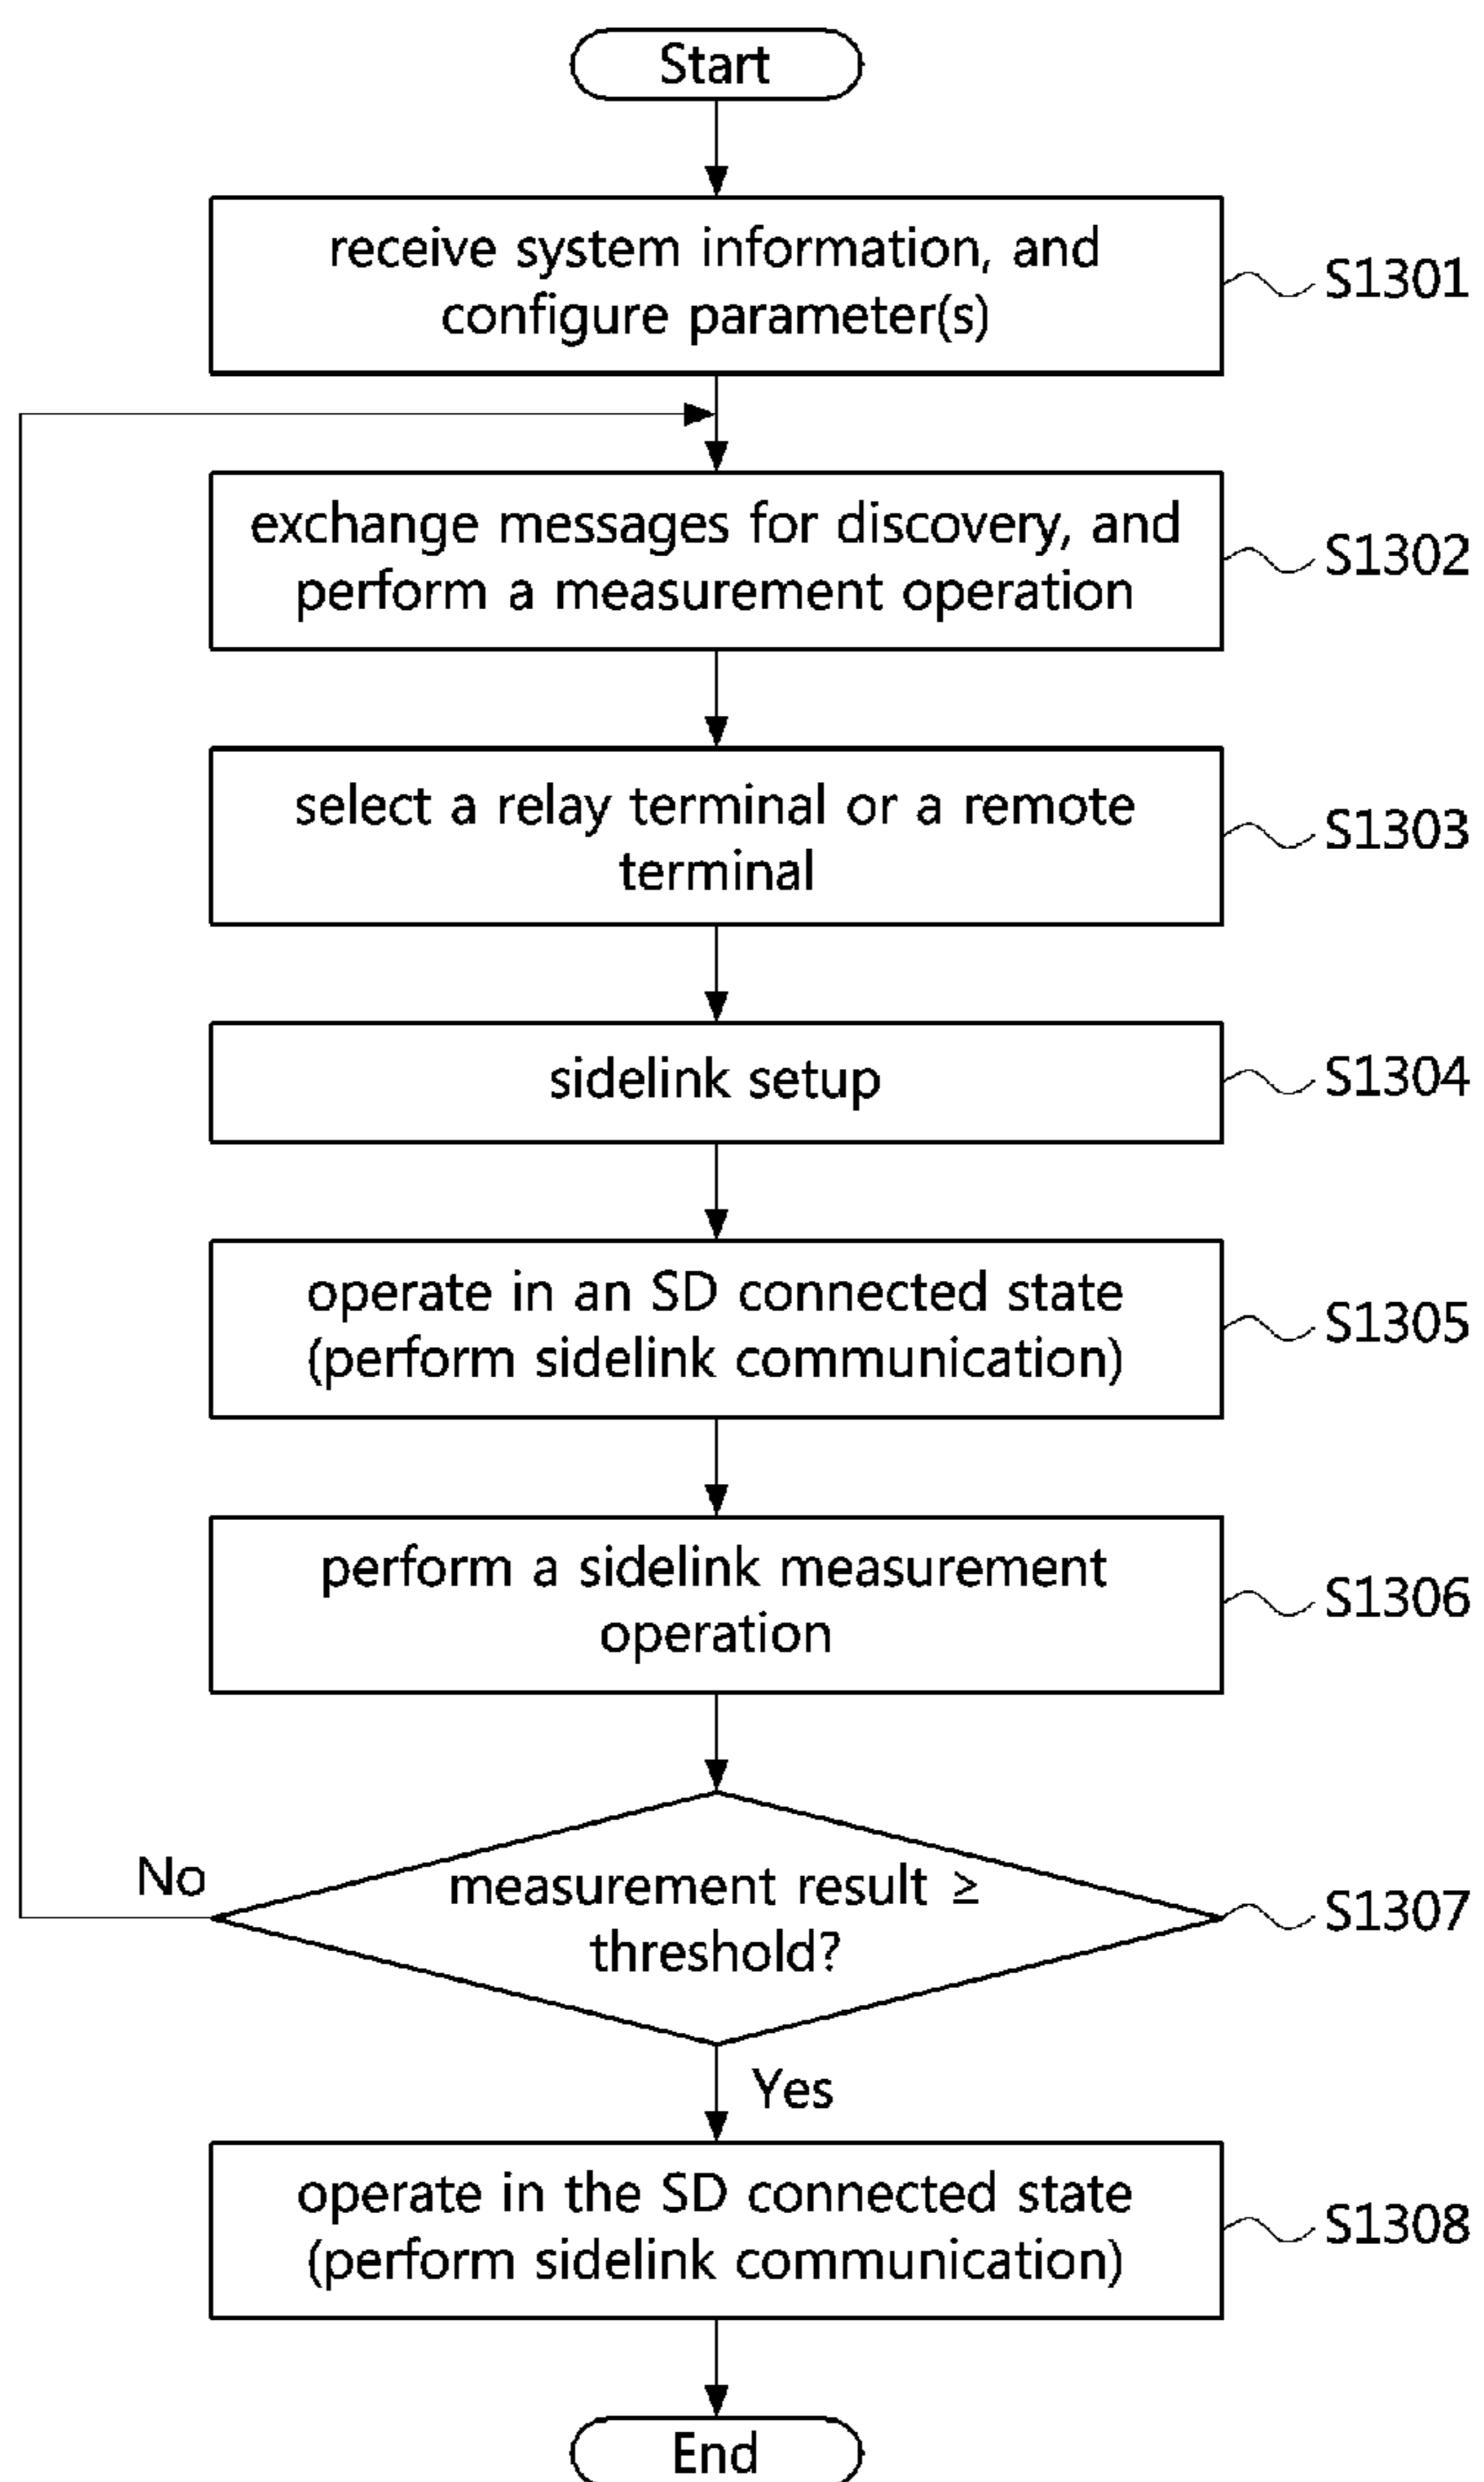 Start
receive system information, and
configure parameter(s)
S1301
exchange messages for discovery, and
perform a measurement operation
S1302
select a relay terminal or a remote
terminal
S1303
sidelink setup
S1304
operate in an SD connected state
(perform sidelink communication)
S1305
perform a sidelink measurement
operation
S1306
No
measurement result ≥
threshold?
S1307
Yes
operate in the SD connected state
(perform sidelink communication)
S1308
End